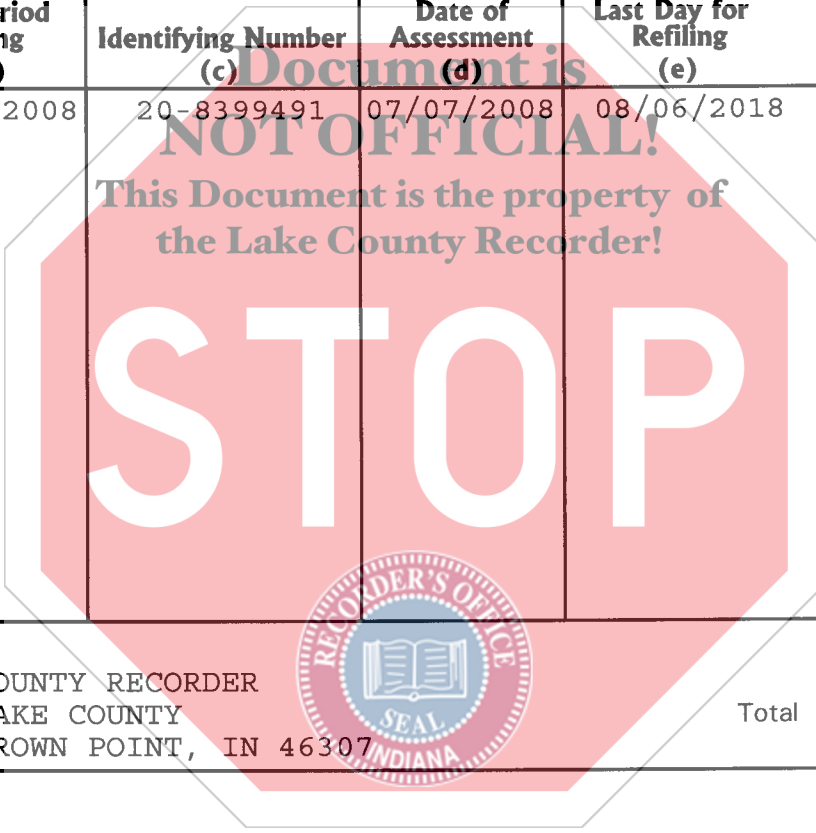 riod
ng
)
Identifying Number
(c)
Date of
Assessment
(d)
Last Day for
Refiling
(e)
2008 20-8399491 07/07/2008 08/06/2018
Document is
NOT OFFICIAL!
This Document is the property of
the Lake County Recorder!
STOP
RECORDER'S OFFICE
SEAL
INDIANA
OUNTY RECORDER
AKE COUNTY
ROWN POINT, IN 46307
Total